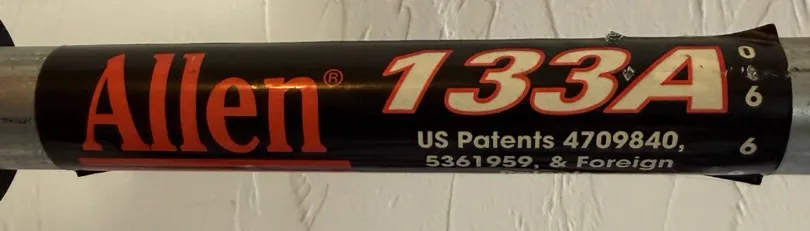 Allen®
133A
US Patents 4709840,
5361959, & Foreign
0
6
6